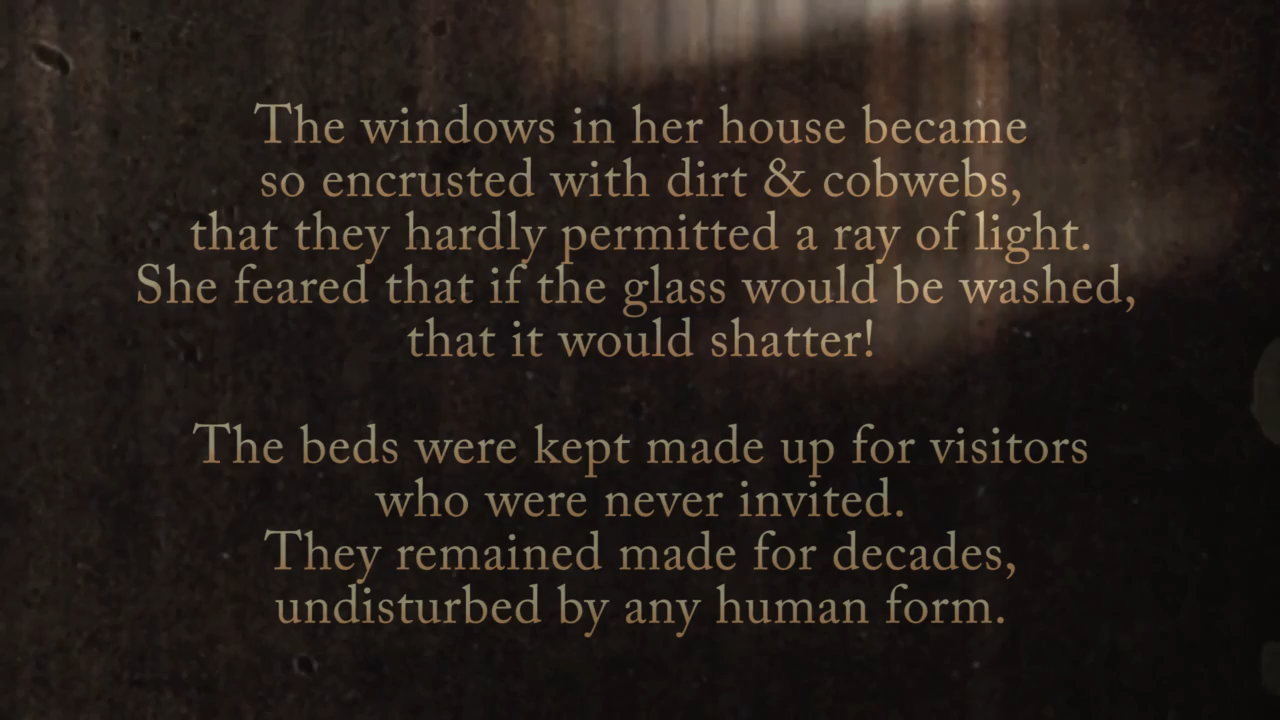 The windows in her house became
so encrusted with dirt & cobwebs,
that they hardly permitted a ray of light.
She feared that if the glass would be washed,
that it would shatter!
The beds were kept made up for visitors
who were never invited.
They remained made for decades,
undisturbed by any human form.